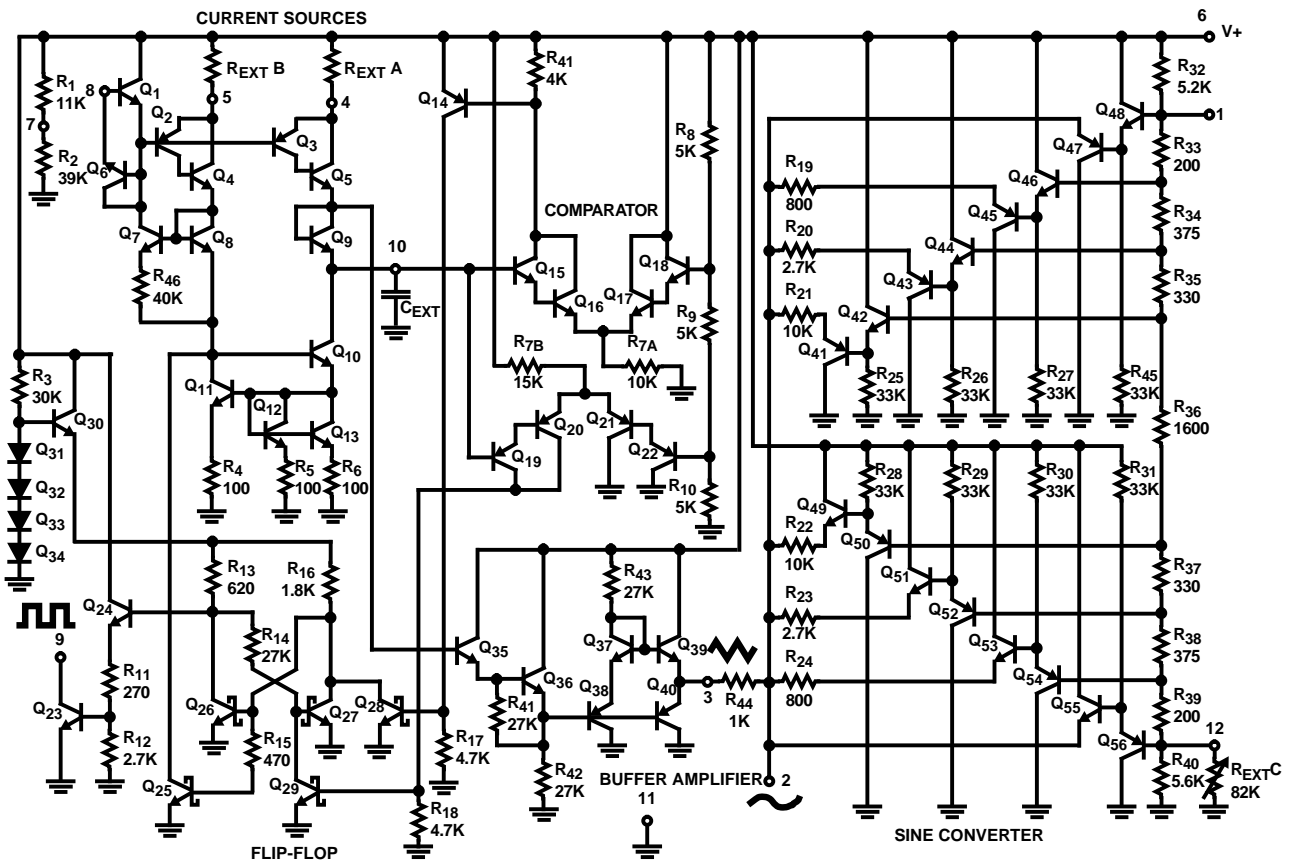 CURRENT SOURCES
6
V+
R1
11K
8
Q1
REXT B
5
REXT A
4
7
R2
39K
Q2
Q3
Q6
Q4
Q5
Q7
Q8
Q9
R46
40K
10
CEXT
Q14
R41
4K
R8
5K
COMPARATOR
Q15
Q16
Q17
Q18
R9
5K
R7B
15K
R7A
10K
Q10
Q11
Q12
Q13
R4
100
R5
100
R6
100
Q19
Q20
Q21
Q22
R10
5K
R3
30K
Q30
Q31
Q32
Q33
Q34
R32
5.2K
1
Q48
Q47
R33
200
R19
800
Q46
Q45
R34
375
R20
2.7K
Q44
Q43
R35
330
R21
10K
Q42
Q41
R25
33K
R26
33K
R27
33K
R45
33K
R36
1600
R28
33K
R29
33K
R30
33K
R31
33K
Q49
R22
10K
Q50
Q51
R37
330
R23
2.7K
Q52
Q53
R38
375
R24
800
Q54
Q55
R39
200
Q56
12
R40
5.6K
REXTC
82K
R13
620
R16
1.8K
Q24
9
R14
27K
R11
270
Q23
R12
2.7K
Q26
Q27
Q28
R15
470
Q25
Q29
R17
4.7K
R18
4.7K
Q35
Q36
R41
27K
R42
27K
R43
27K
Q37
Q39
Q38
Q40
3
R44
1K
BUFFER AMPLIFIER
2
11
FLIP-FLOP
SINE CONVERTER